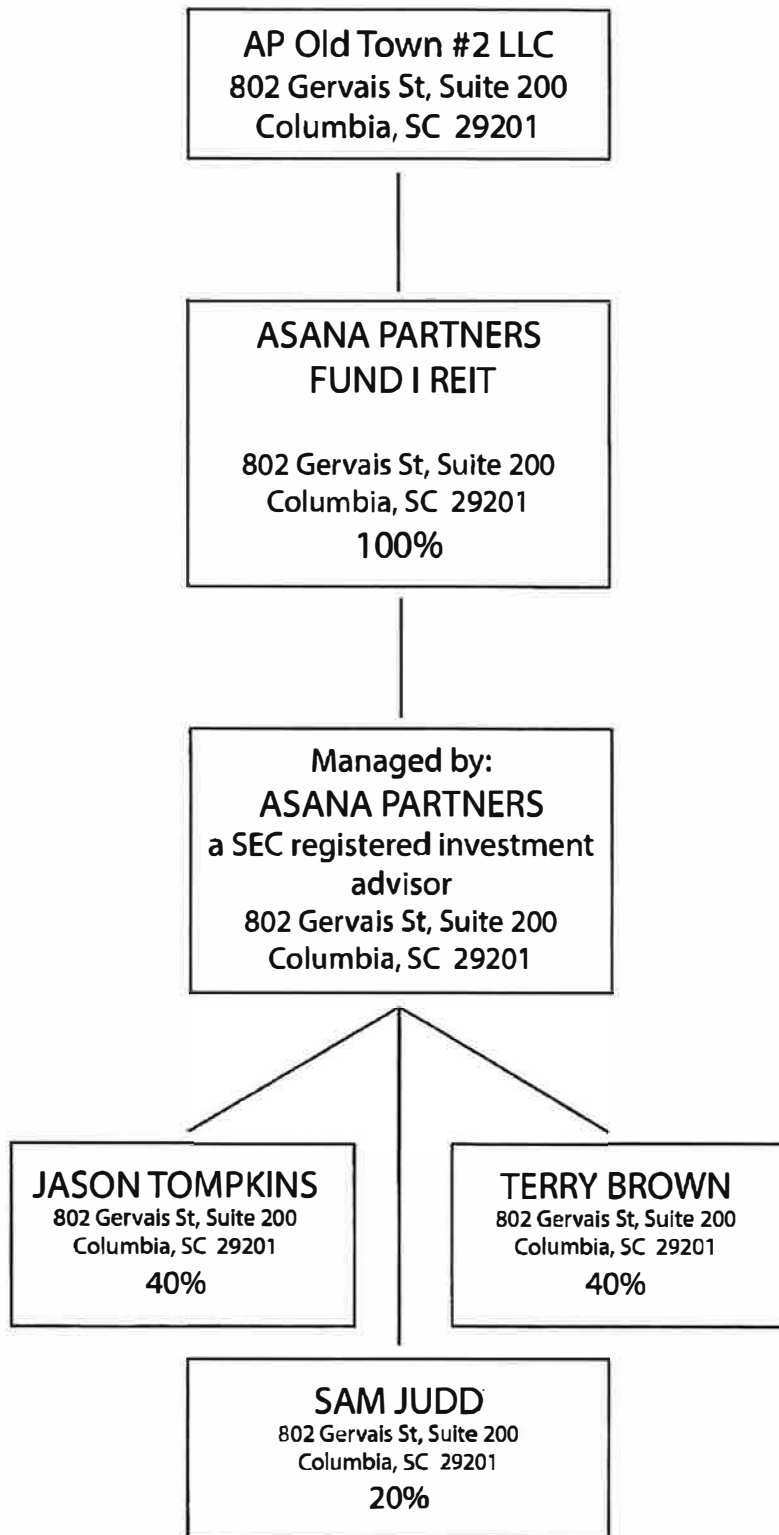 AP Old Town #2 LLC
802 Gervais St, Suite 200
Columbia, SC 29201
ASANA PARTNERS
FUND I REIT
802 Gervais St, Suite 200
Columbia, SC 29201
100%
Managed by:
ASANA PARTNERS
a SEC registered investment
advisor
802 Gervais St, Suite 200
Columbia, SC 29201
JASON TOMPKINS
802 Gervais St, Suite 200
Columbia, SC 29201
40%
TERRY BROWN
802 Gervais St, Suite 200
Columbia, SC 29201
40%
SAM JUDD
802 Gervais St, Suite 200
Columbia, SC 29201
20%